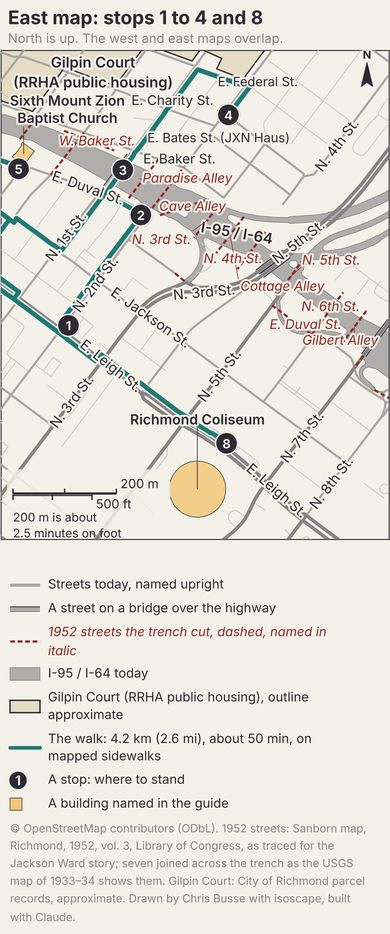 East map: stops 1 to 4 and 8
North is up. The west and east maps overlap.
N
Gilpin Court
(RRHA public housing)
Sixth Mount Zion
Baptist Church
E. Federal St.
E. Charity St.
4
W. Baker St.
E. Bates St. (JXN Haus)
N. 4th St.
5
3
E. Baker St.
E. Duval St.
Paradise Alley
2
Cave Alley
N. 1st St.
N. 3rd St.
I-95 / I-64
N. 5th St.
N. 4th St.
N. 5th St.
N. 2nd St.
N. 3rd St.
Cottage Alley
E. Jackson St.
N. 6th St.
1
E. Duval St.
Gilbert Alley
E. Leigh St.
N. 3rd St.
N. 5th St.
Richmond Coliseum
N. 7th St.
8
E. Leigh St.
N. 8th St.
200 m
500 ft
200 m is about
2.5 minutes on foot
Streets today, named upright
A street on a bridge over the highway
1952 streets the trench cut, dashed, named in
italic
I-95 / I-64 today
Gilpin Court (RRHA public housing), outline
approximate
The walk: 4.2 km (2.6 mi), about 50 min, on
mapped sidewalks
1 A stop: where to stand
A building named in the guide
© OpenStreetMap contributors (ODbL). 1952 streets: Sanborn map,
Richmond, 1952, vol. 3, Library of Congress, as traced for the
Jackson Ward story; seven joined across the trench as the USGS
map of 1933–34 shows them. Gilpin Court: City of Richmond parcel
records, approximate. Drawn by Chris Busse with isoscape, built
with Claude.